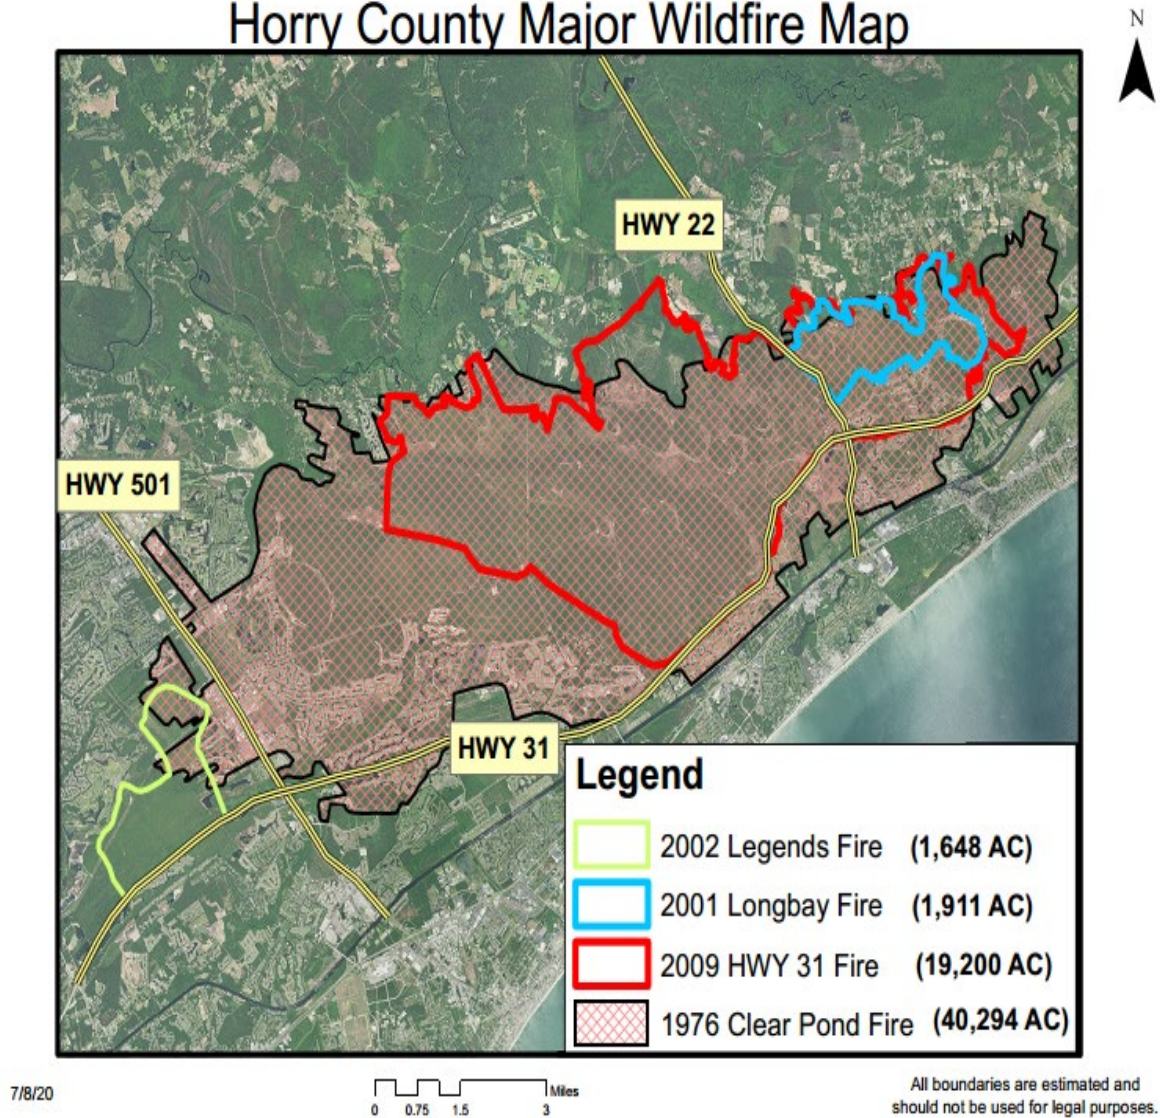 Horry County Major Wildfire Map
N
HWY 22
HWY 501
HWY 31
Legend
2002 Legends Fire (1,648 AC)
2001 Longbay Fire (1,911 AC)
2009 HWY 31 Fire (19,200 AC)
1976 Clear Pond Fire (40,294 AC)
7/8/20
Miles
0 0.75 1.5 3
All boundaries are estimated and
should not be used for legal purposes.